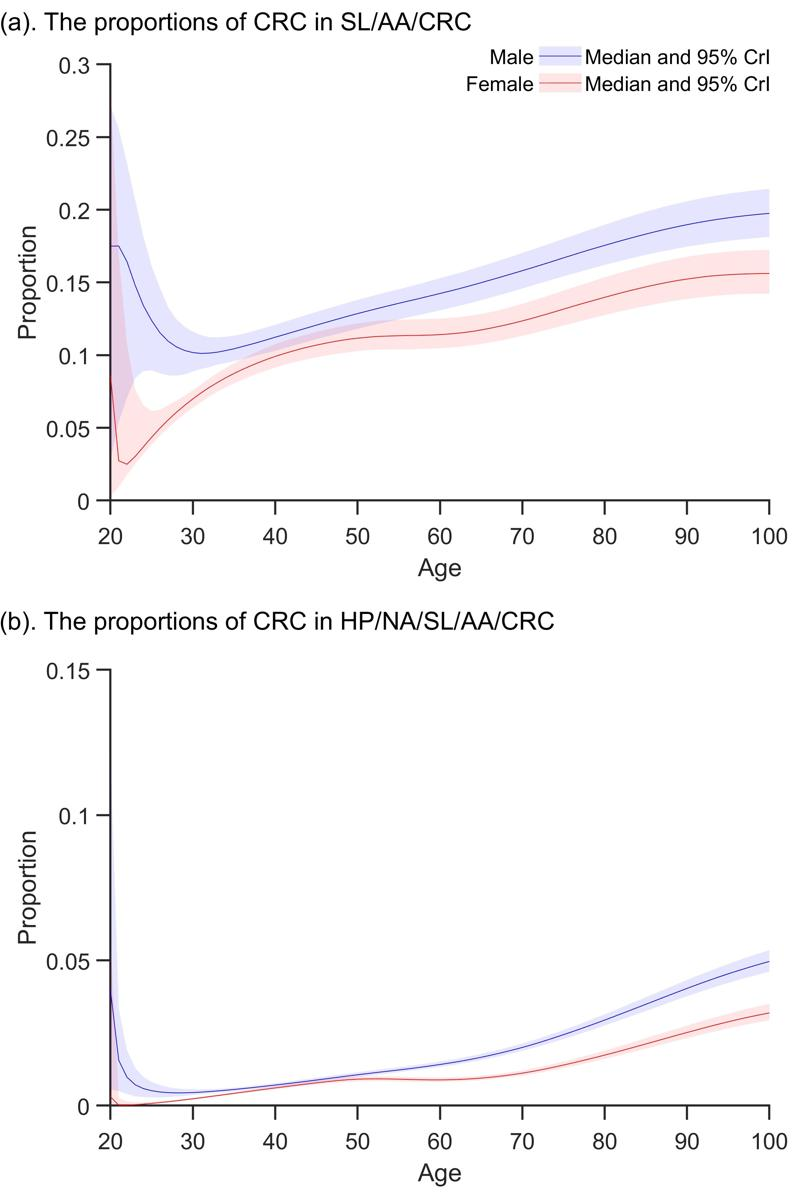 (a). The proportions of CRC in SL/AA/CRC
Male Median and 95% CrI
Female Median and 95% CrI
0.3
0.25
0.2
0.15
0.1
0.05
0
Proportion
20 30 40 50 60 70 80 90 100
Age
(b). The proportions of CRC in HP/NA/SL/AA/CRC
0.15
0.1
0.05
0
Proportion
20 30 40 50 60 70 80 90 100
Age